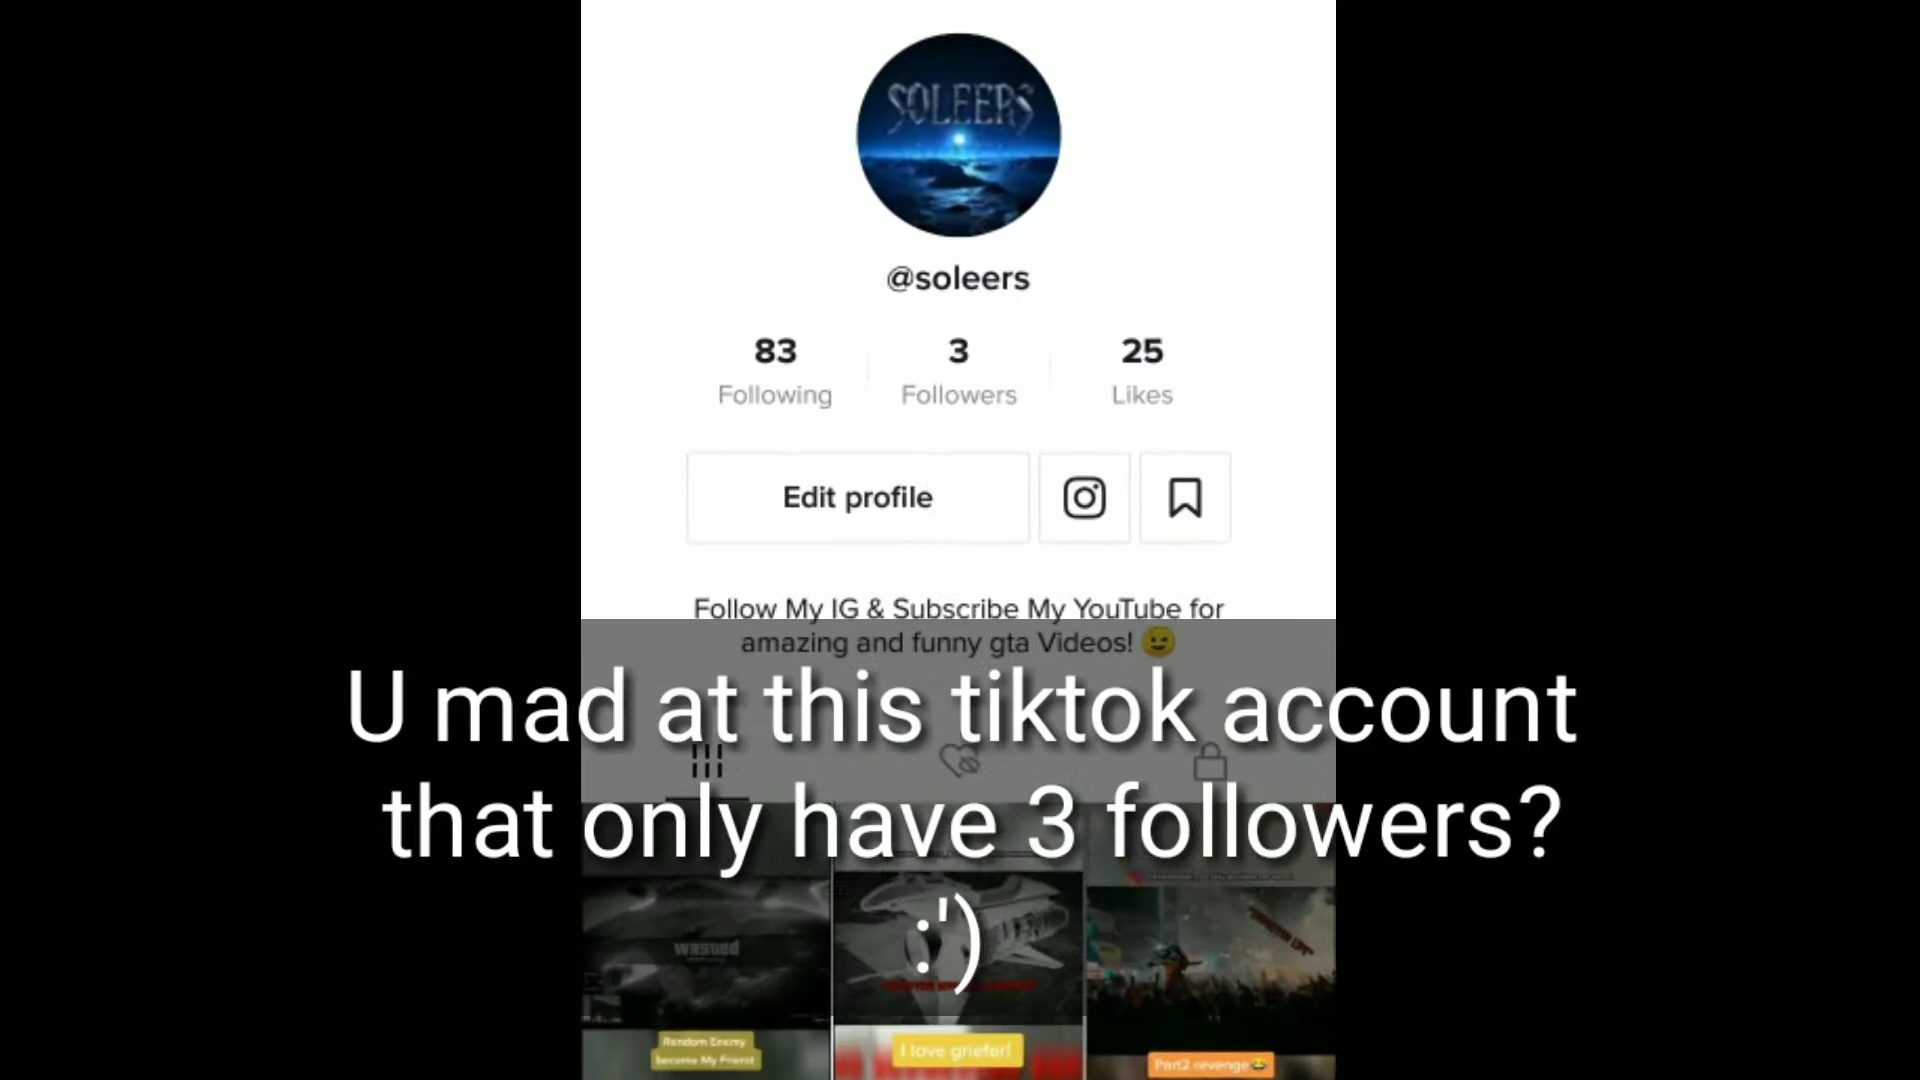 SOLEERS
@soleers
83 3 25
Following Followers Likes
Edit profile
Follow My IG & Subscribe My YouTube for
amazing and funny gta Videos! 😉
U mad at this tiktok account
that only have 3 followers?
:')
wasted
Random Enemy
become My Friend
I love griefer!
Part2 revenge😂